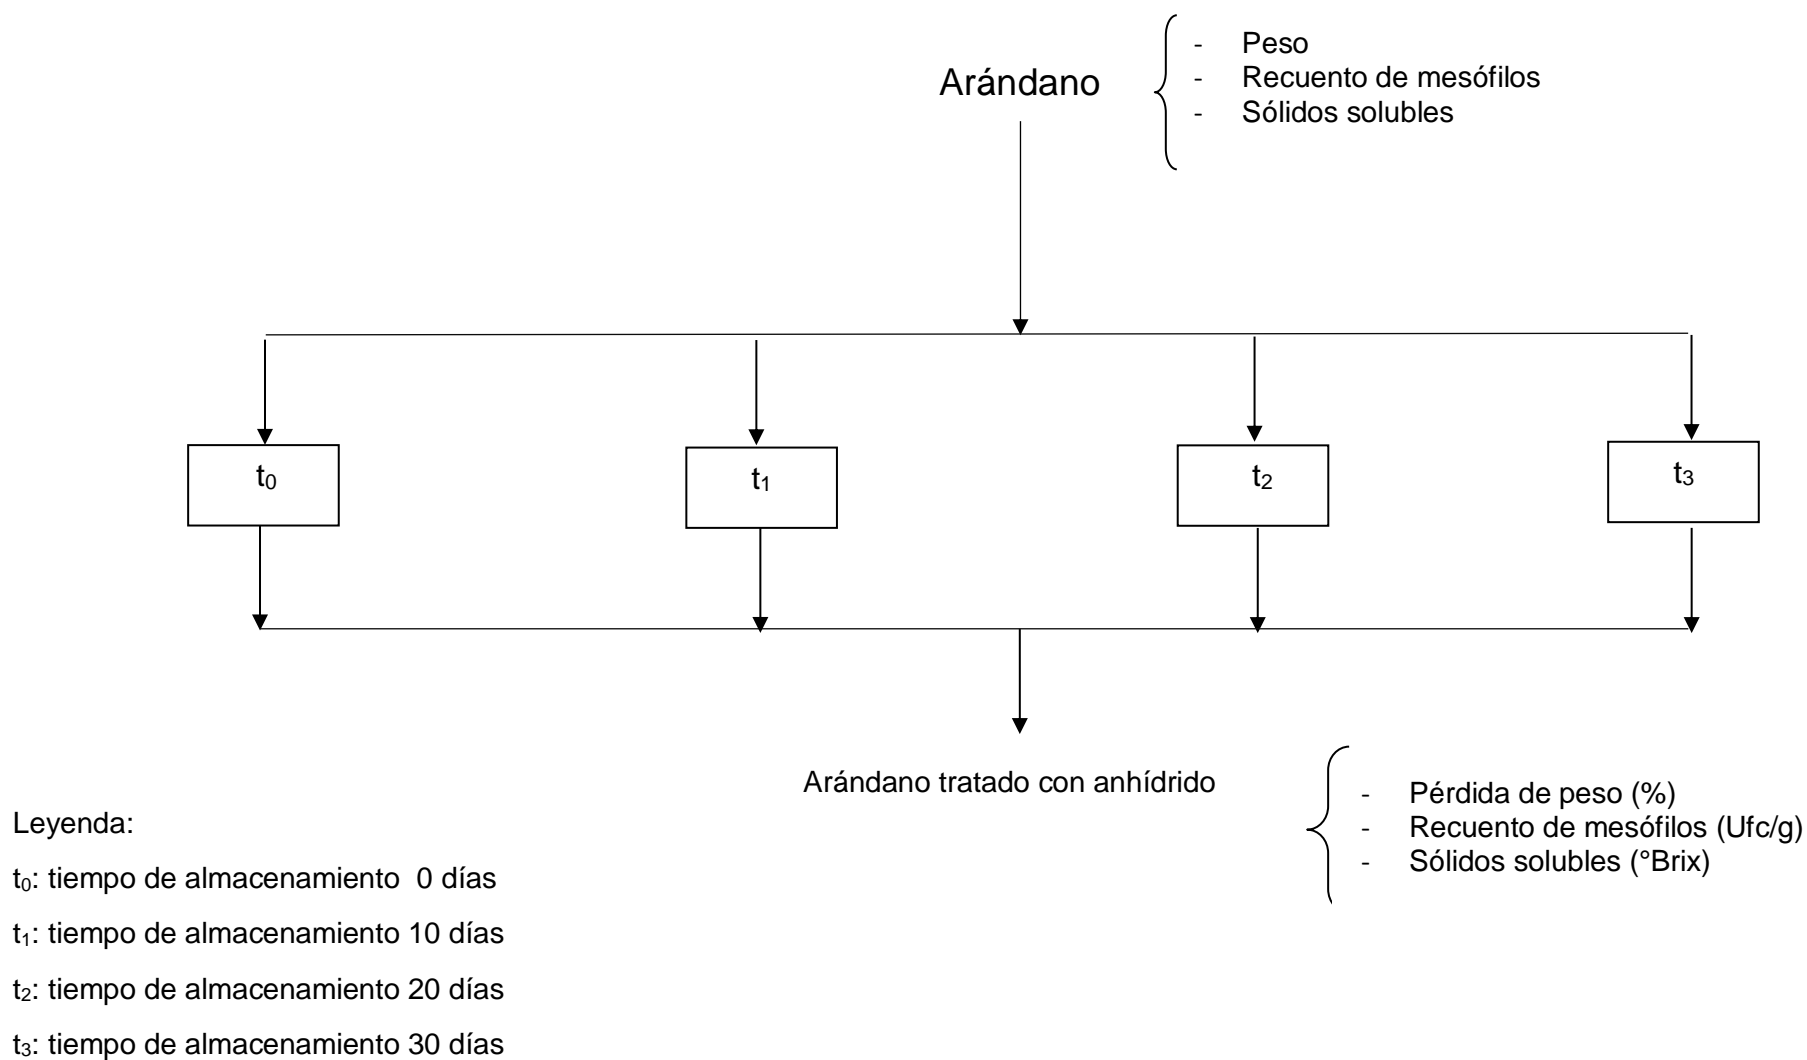 Arándano
- Peso
- Recuento de mesófilos
- Sólidos solubles
t₀
t₁
t₂
t₃
Arándano tratado con anhídrido
- Pérdida de peso (%)
- Recuento de mesófilos (Ufc/g)
- Sólidos solubles (°Brix)
Leyenda:
t₀: tiempo de almacenamiento 0 días
t₁: tiempo de almacenamiento 10 días
t₂: tiempo de almacenamiento 20 días
t₃: tiempo de almacenamiento 30 días